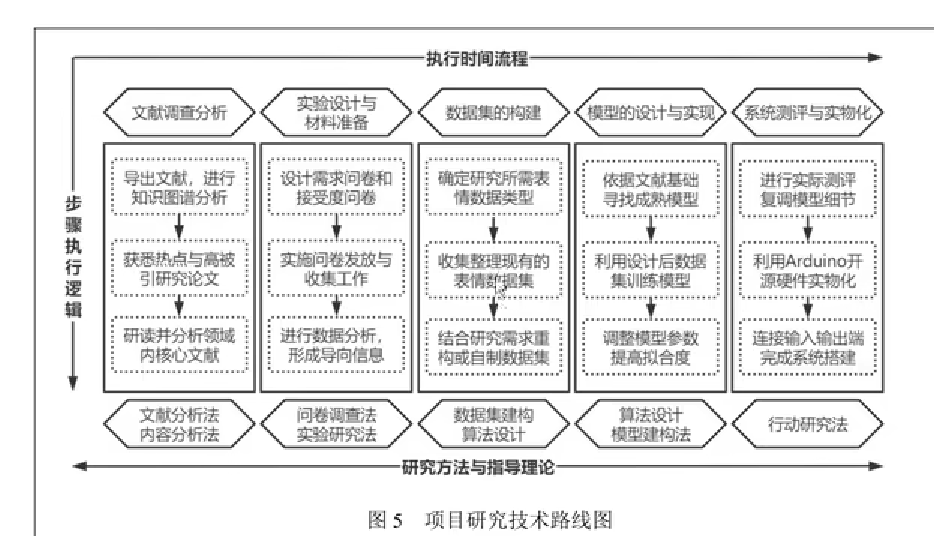 执行时间流程
文献调查分析
实验设计与
材料准备
数据集的构建
模型的设计与实现
系统测评与实物化
步骤执行逻辑
导出文献，进行
知识图谱分析
获悉热点与高被
引研究论文
研读并分析领域
内核心文献
设计需求问卷和
接受度问卷
实施问卷发放与
收集工作
进行数据分析，
形成导向信息
确定研究所需表
情数据类型
收集整理现有的
表情数据集
结合研究需求重
构或自制数据集
依据文献基础
寻找成熟模型
利用设计后数据
集训练模型
调整模型参数
提高拟合度
进行实际测评
复调模型细节
利用Arduino开
源硬件实物化
连接输入输出端
完成系统搭建
文献分析法
内容分析法
问卷调查法
实验研究法
数据集建构
算法设计
算法设计
模型建构法
行动研究法
研究方法与指导理论
图 5 项目研究技术路线图